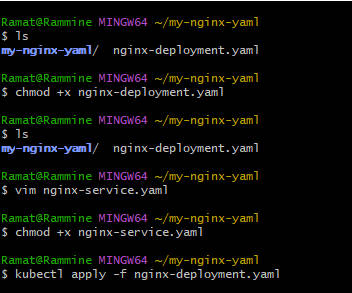 Ramat@Rammine MINGW64 ~/my-nginx-yaml
$ ls
my-nginx-yaml/  nginx-deployment.yaml
Ramat@Rammine MINGW64 ~/my-nginx-yaml
$ chmod +x nginx-deployment.yaml
Ramat@Rammine MINGW64 ~/my-nginx-yaml
$ ls
my-nginx-yaml/  nginx-deployment.yaml
Ramat@Rammine MINGW64 ~/my-nginx-yaml
$ vim nginx-service.yaml
Ramat@Rammine MINGW64 ~/my-nginx-yaml
$ chmod +x nginx-service.yaml
Ramat@Rammine MINGW64 ~/my-nginx-yaml
$ kubectl apply -f nginx-deployment.yaml